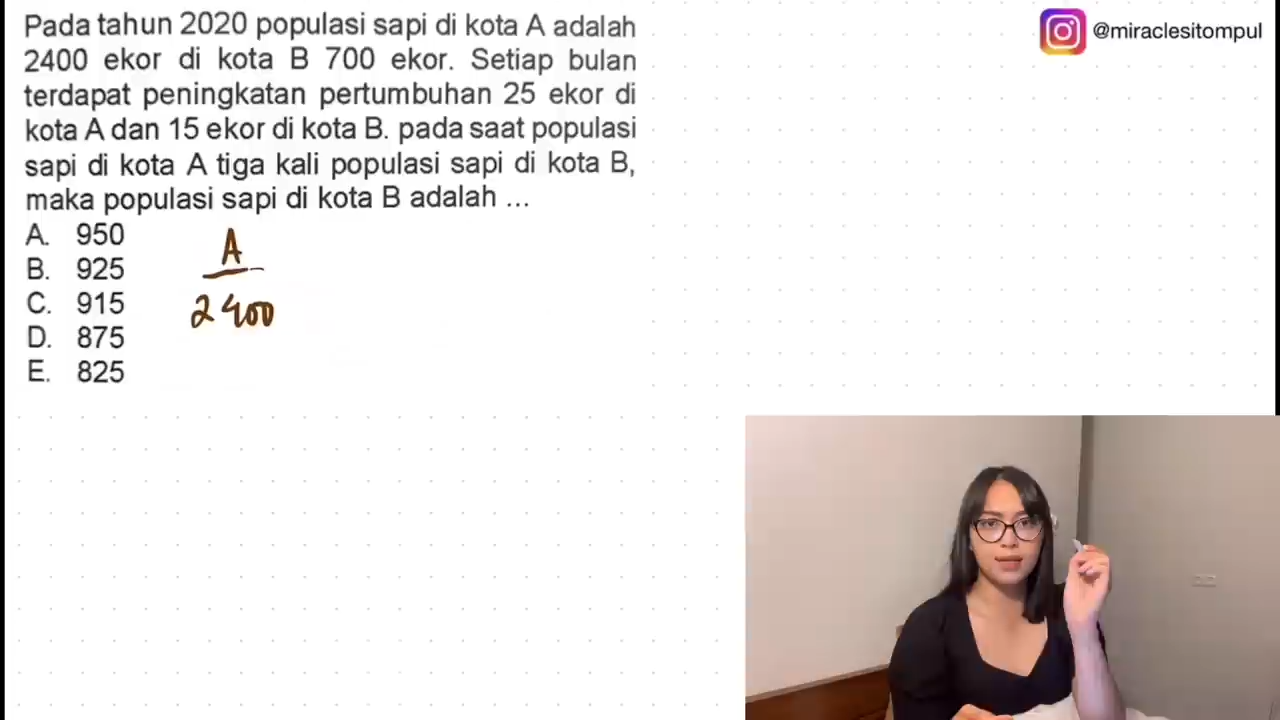 Pada tahun 2020 populasi sapi di kota A adalah
2400 ekor di kota B 700 ekor. Setiap bulan
terdapat peningkatan pertumbuhan 25 ekor di
kota A dan 15 ekor di kota B. pada saat populasi
sapi di kota A tiga kali populasi sapi di kota B,
maka populasi sapi di kota B adalah ...
A. 950
B. 925
C. 915
D. 875
E. 825
A
2400
@miraclesitompul